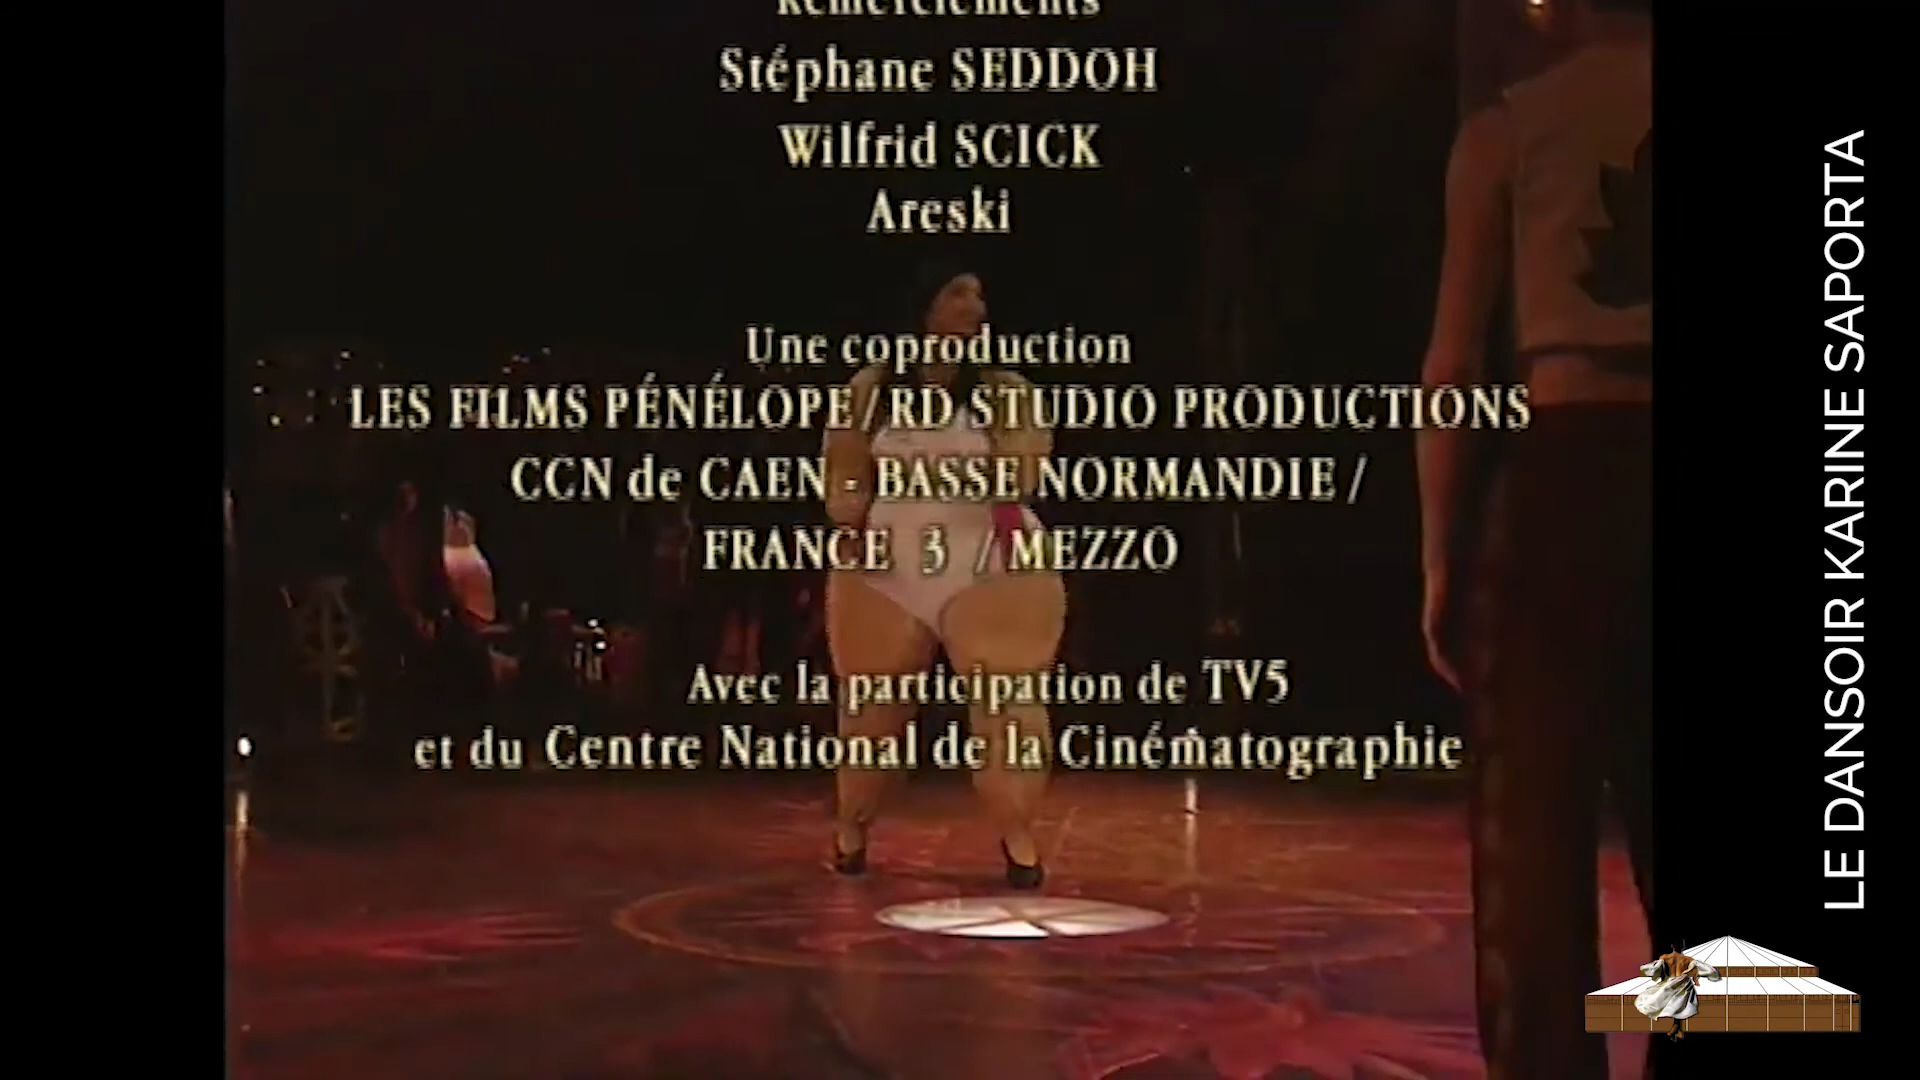 Remerciements
Stéphane SEDDOH
Wilfrid SCICK
Areski
Une coproduction
LES FILMS PÉNÉLOPE / RD STUDIO PRODUCTIONS
CCN de CAEN - BASSE NORMANDIE /
FRANCE 3 / MEZZO
Avec la participation de TV5
et du Centre National de la Cinématographie
LE DANSOIR KARINE SAPORTA